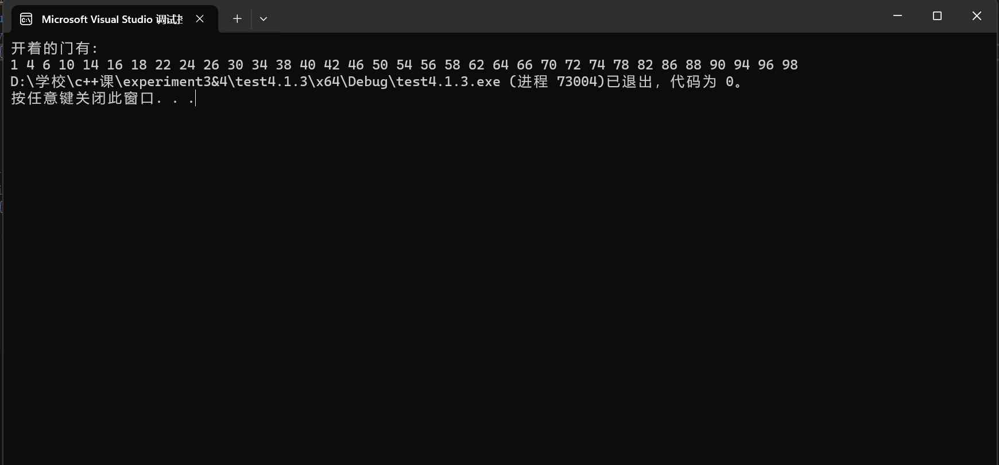 Microsoft Visual Studio 调试
开着的门有:
1 4 6 10 14 16 18 22 24 26 30 34 38 40 42 46 50 54 56 58 62 64 66 70 72 74 78 82 86 88 90 94 96 98
D:\学校\c++课\experiment3&4\test4.1.3\x64\Debug\test4.1.3.exe (进程 73004)已退出，代码为 0。
按任意键关闭此窗口. . .